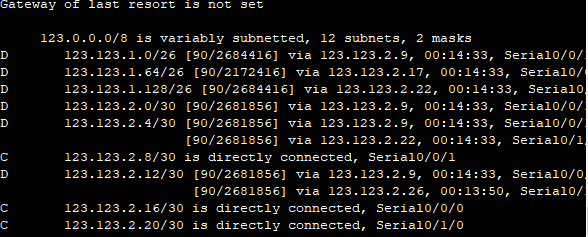 Gateway of last resort is not set
123.0.0.0/8 is variably subnetted, 12 subnets, 2 masks
D 123.123.1.0/26 [90/2684416] via 123.123.2.9, 00:14:33, Serial0/0/1
D 123.123.1.64/26 [90/2172416] via 123.123.2.17, 00:14:33, Serial0/0
D 123.123.1.128/26 [90/2684416] via 123.123.2.22, 00:14:33, Serial0/
D 123.123.2.0/30 [90/2681856] via 123.123.2.9, 00:14:33, Serial0/0/1
D 123.123.2.4/30 [90/2681856] via 123.123.2.9, 00:14:33, Serial0/0/1
[90/2681856] via 123.123.2.22, 00:14:33, Serial0/1/
C 123.123.2.8/30 is directly connected, Serial0/0/1
D 123.123.2.12/30 [90/2681856] via 123.123.2.9, 00:14:33, Serial0/0/
[90/2681856] via 123.123.2.26, 00:13:50, Serial0/1
C 123.123.2.16/30 is directly connected, Serial0/0/0
C 123.123.2.20/30 is directly connected, Serial0/1/0